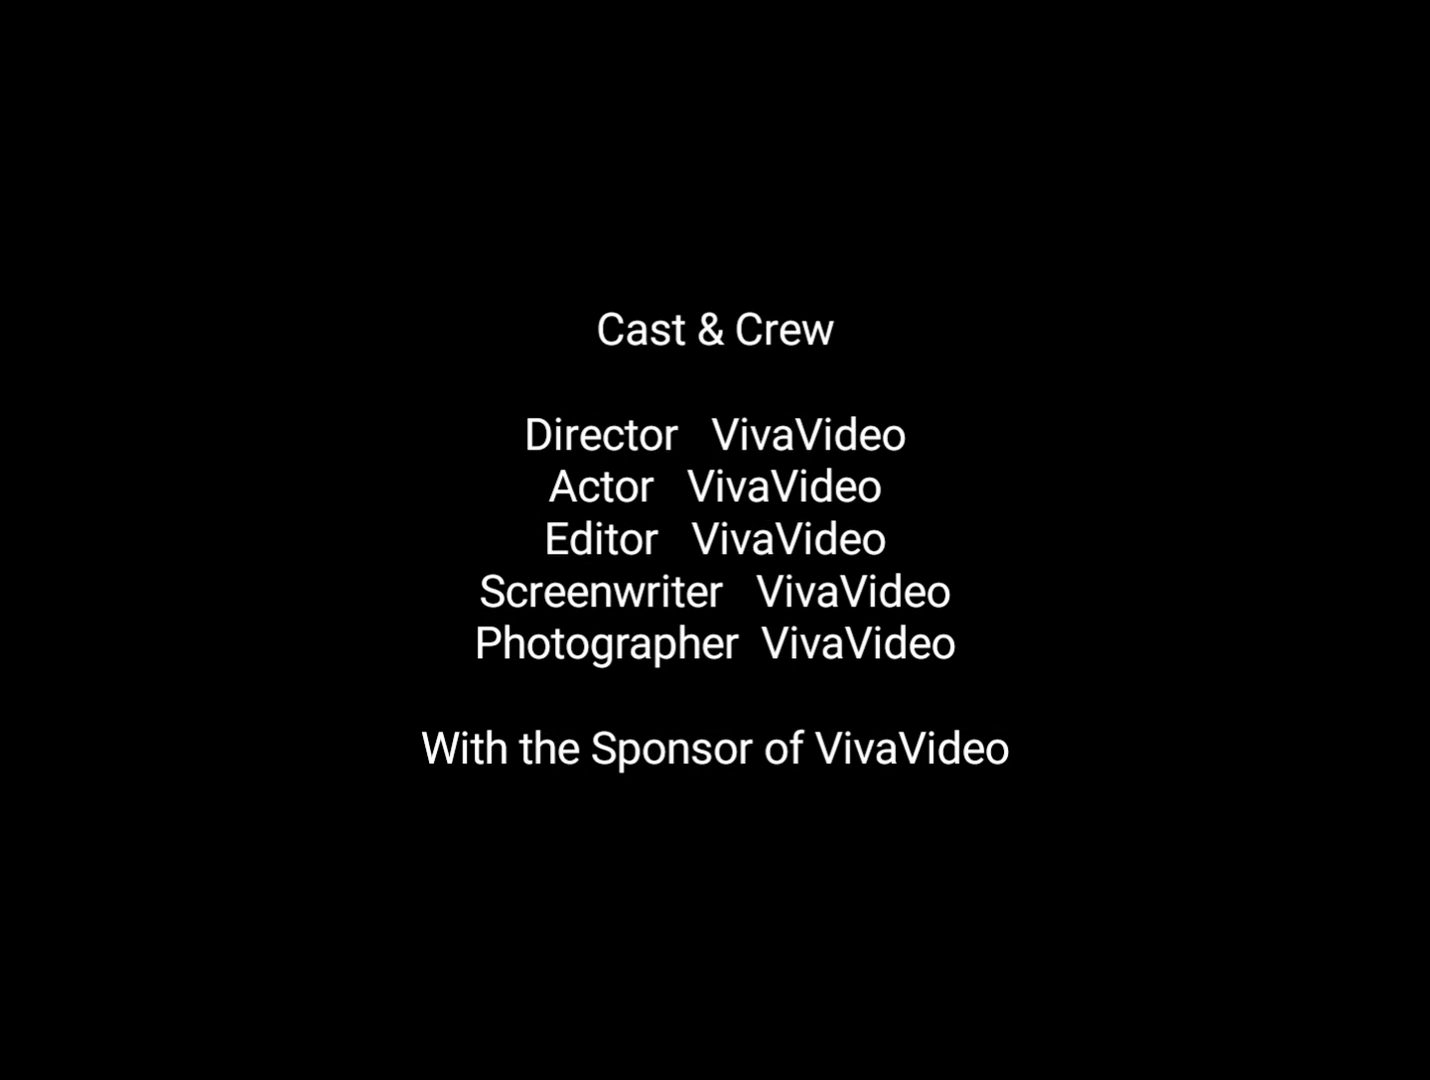 Cast & Crew
Director VivaVideo
Actor VivaVideo
Editor VivaVideo
Screenwriter VivaVideo
Photographer VivaVideo
With the Sponsor of VivaVideo